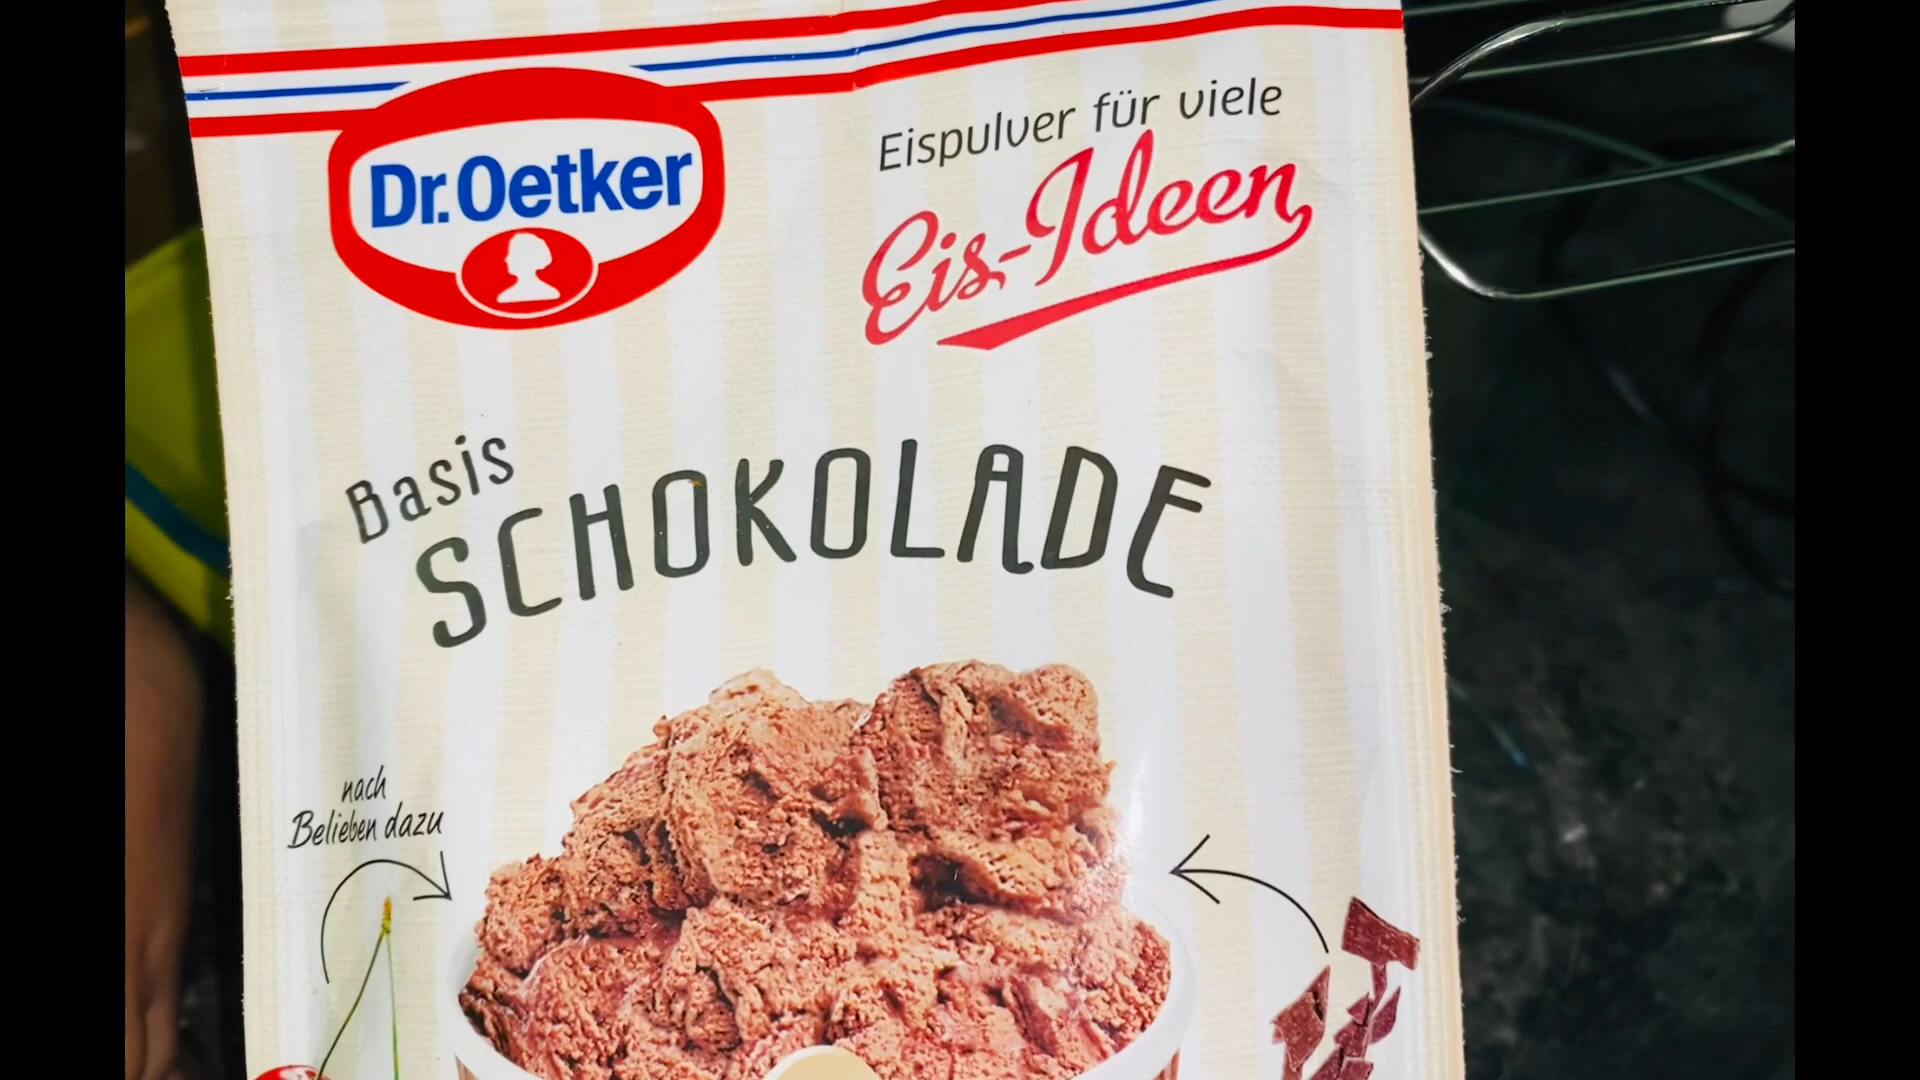 Dr. Oetker
Eispulver für viele
Eis-Ideen
Basis
SCHOKOLADE
nach
Belieben dazu